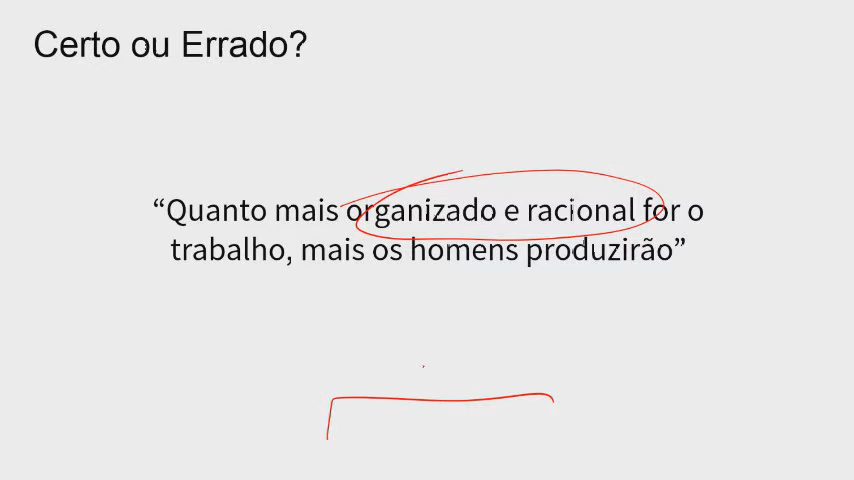 Certo ou Errado?
“Quanto mais organizado e racional for o
trabalho, mais os homens produzirão”